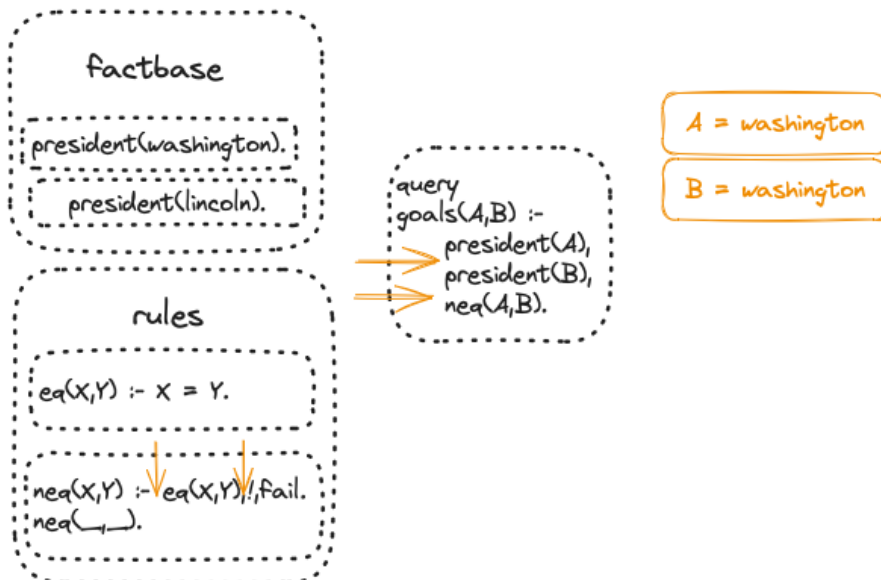 factbase
president(washington).
president(lincoln).
rules
eq(X,Y) :- X = Y.
neq(X,Y) :- eq(X,Y),!,fail.
neq(_,_).
query
goals(A,B) :-
president(A),
president(B),
neq(A,B).
A = washington
B = washington